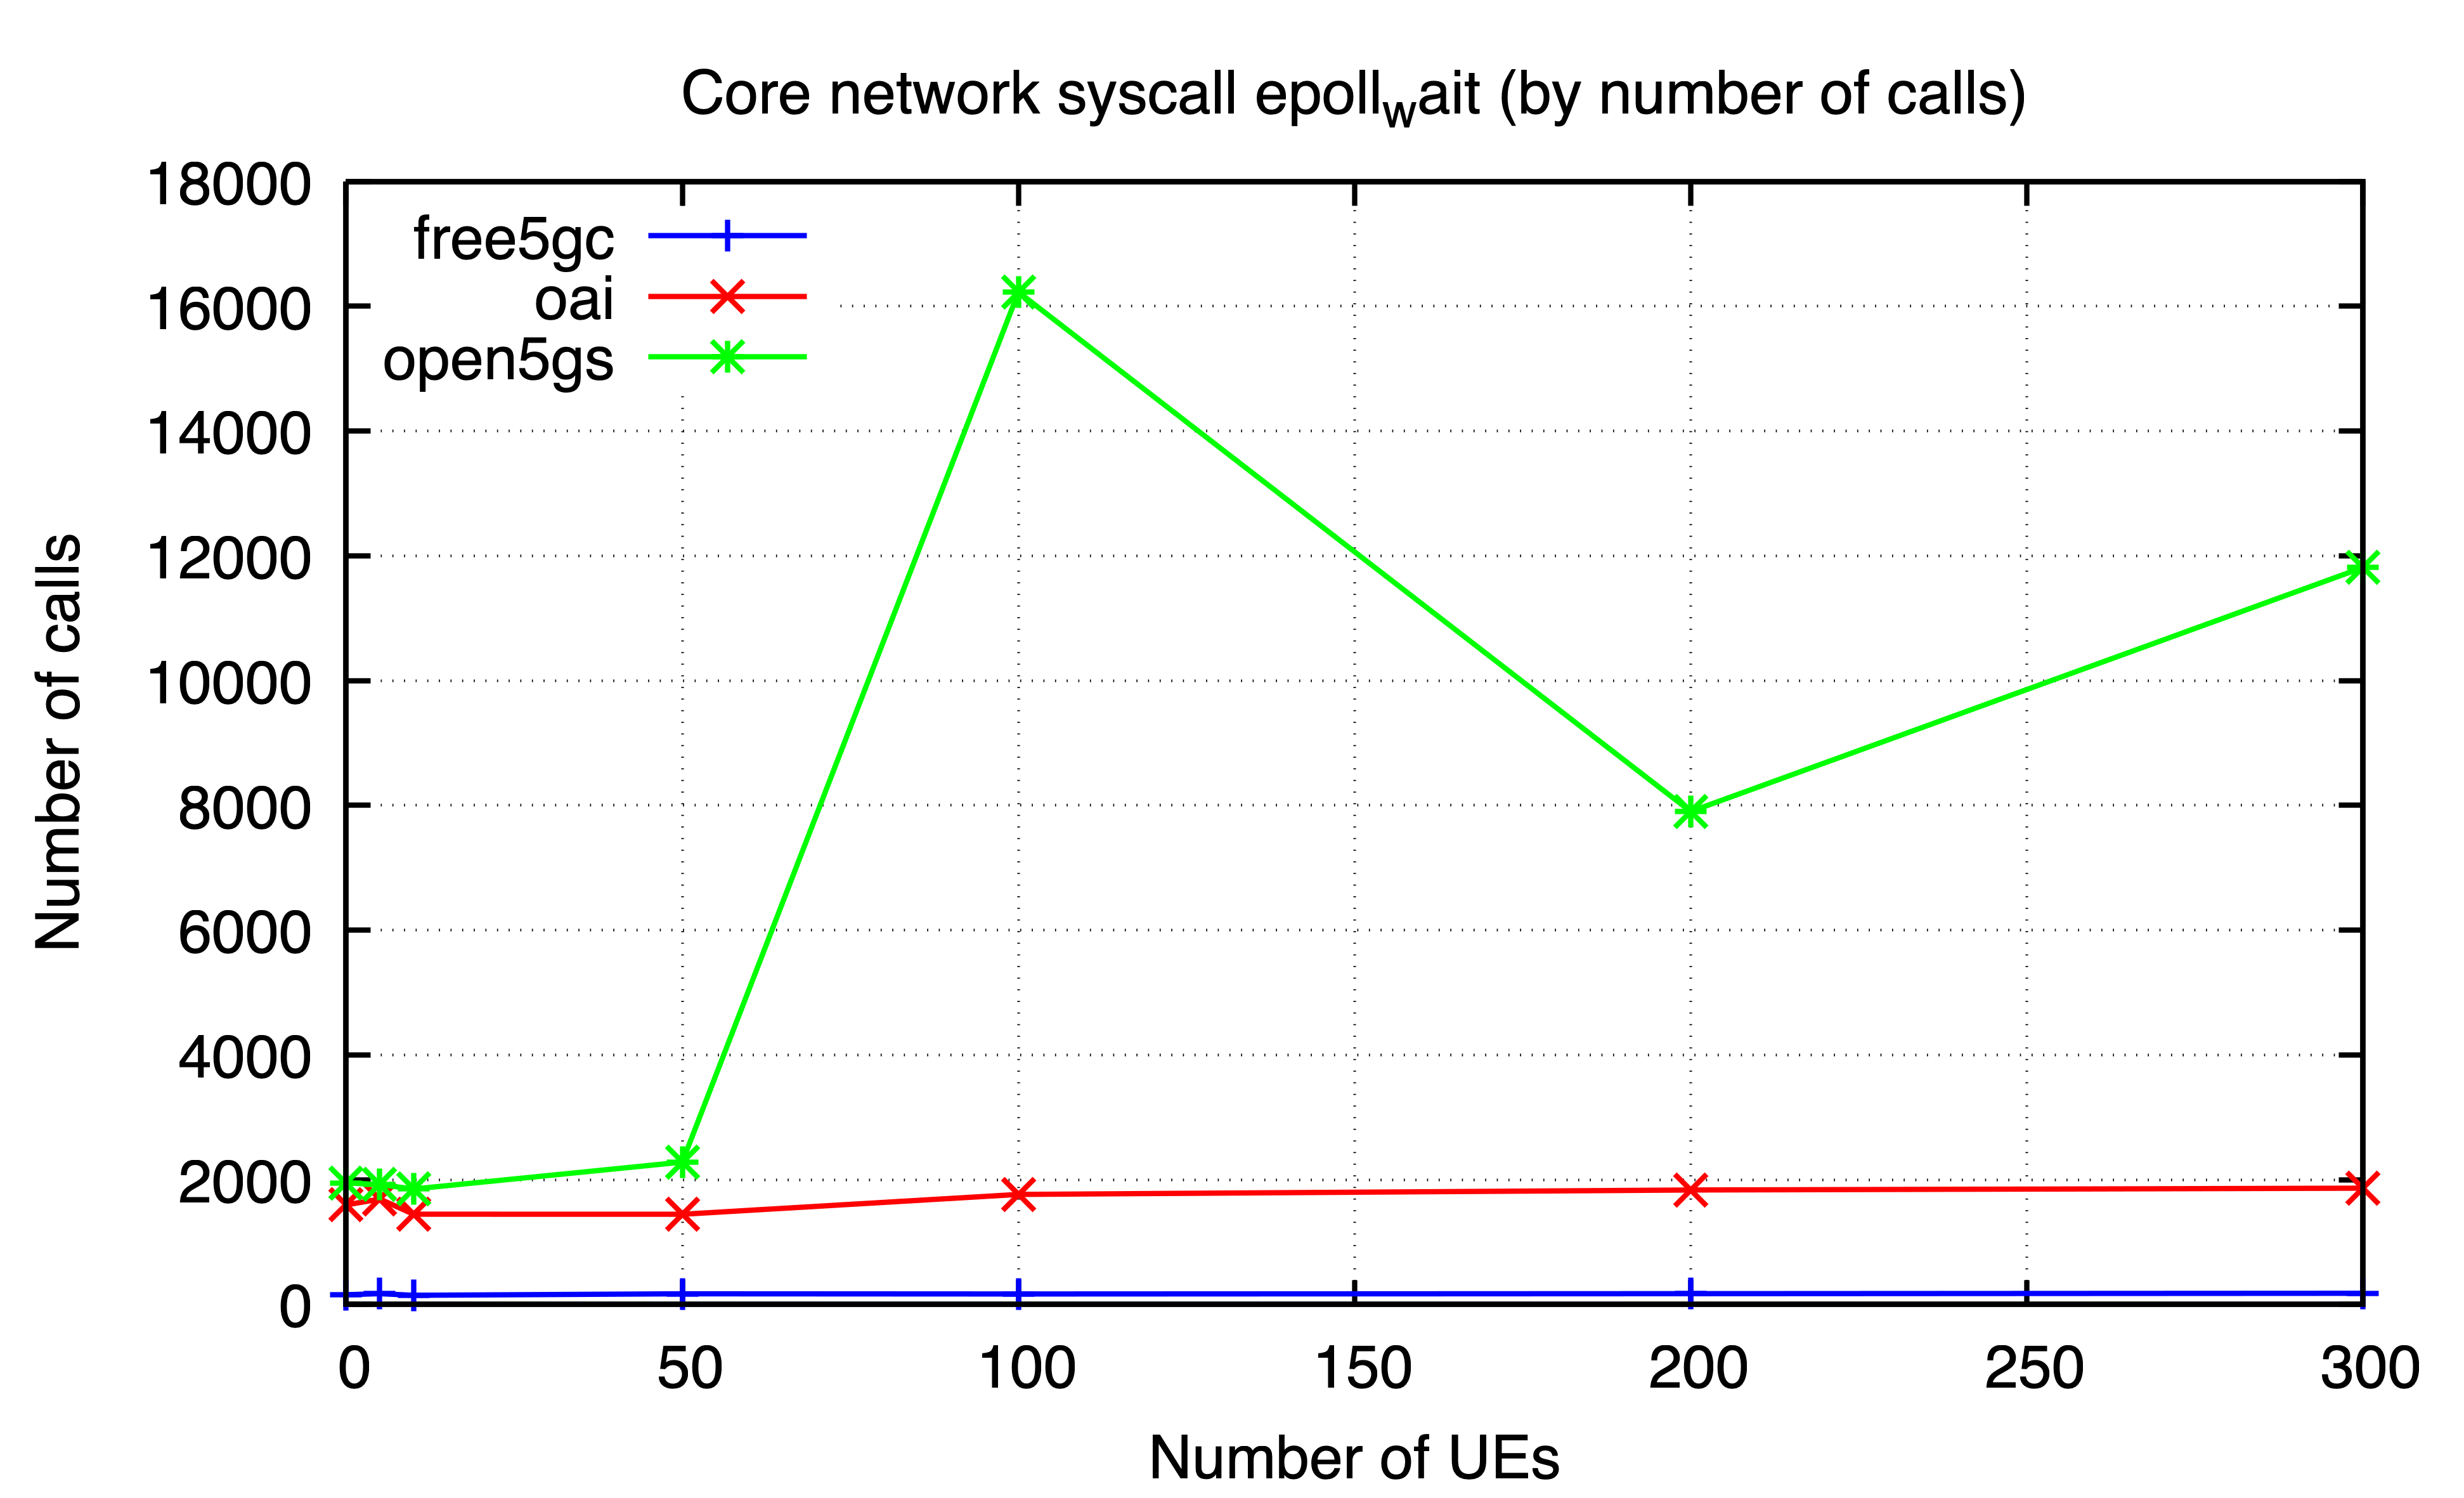 Core network syscall epollwait (by number of calls)
18000
16000
14000
12000
10000
8000
6000
4000
2000
0
free5gc
oai
open5gs
Number of calls
0 50 100 150 200 250 300
Number of UEs